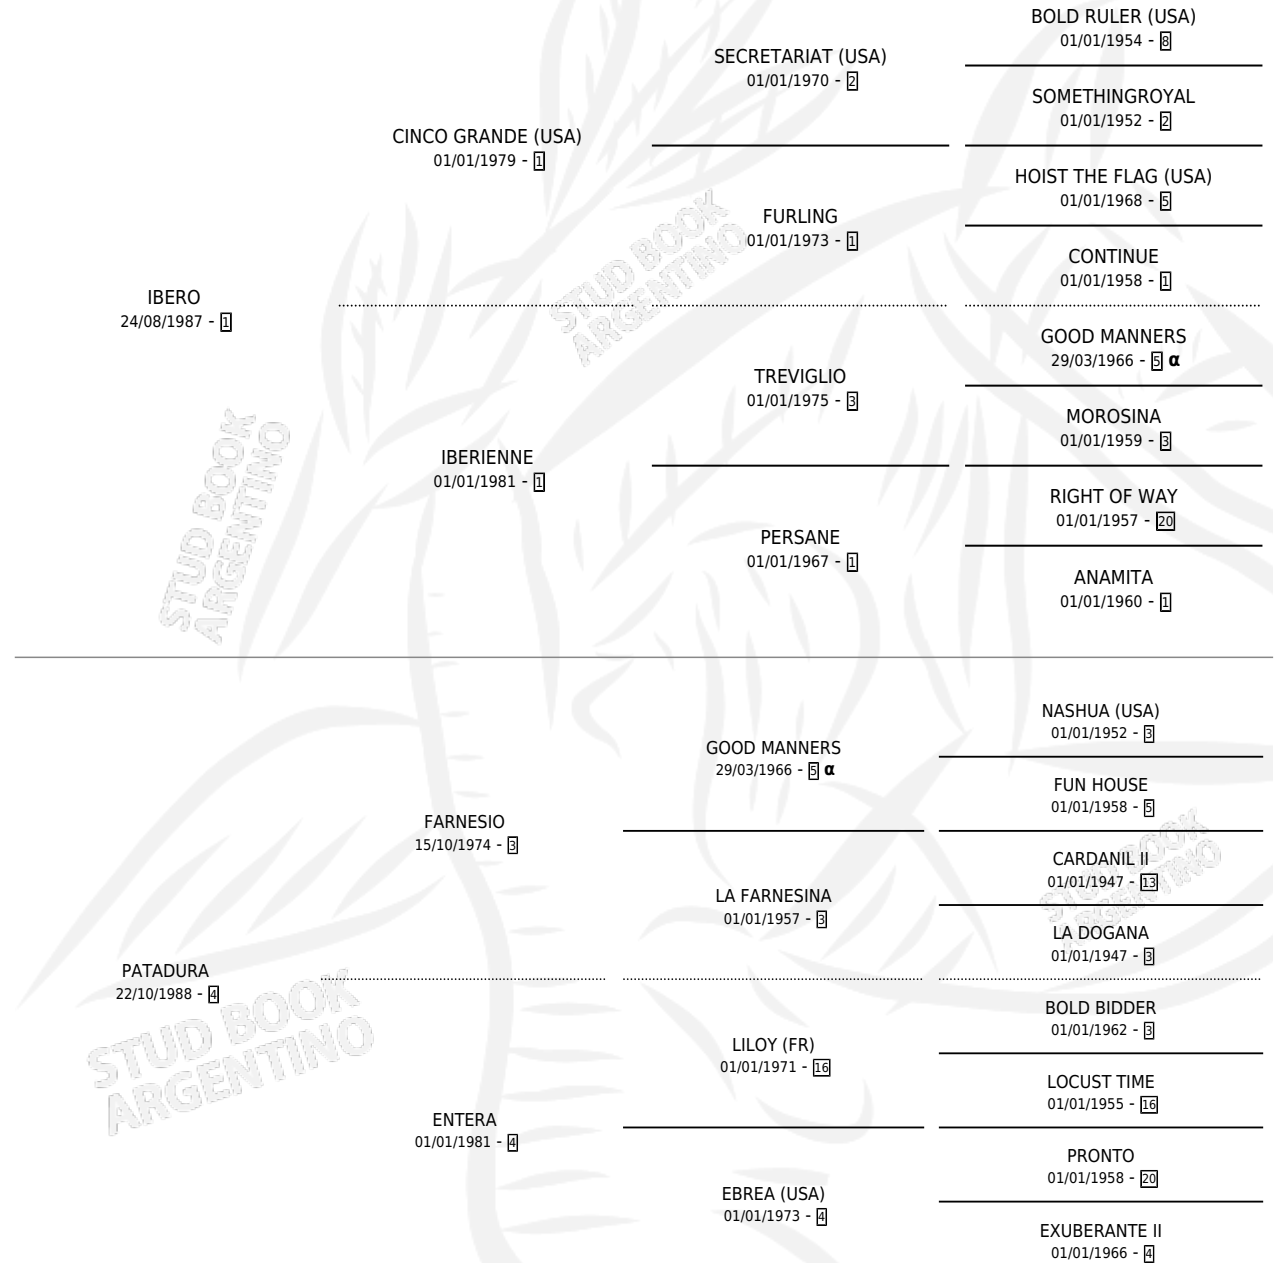 BOLD RULER (USA)
01/01/1954 - 8
SECRETARIAT (USA)
01/01/1970 - 2
SOMETHINGROYAL
01/01/1952 - 2
CINCO GRANDE (USA)
01/01/1979 - 1
HOIST THE FLAG (USA)
01/01/1968 - 5
FURLING
01/01/1973 - 1
CONTINUE
01/01/1958 - 1
IBERO
24/08/1987 - 1
GOOD MANNERS
29/03/1966 - 5 α
TREVIGLIO
01/01/1975 - 3
MOROSINA
01/01/1959 - 3
IBERIENNE
01/01/1981 - 1
RIGHT OF WAY
01/01/1957 - 20
PERSANE
01/01/1967 - 1
ANAMITA
01/01/1960 - 1
STUD BOOK
ARGENTINO
STUD BOOK
ARGENTINO
NASHUA (USA)
01/01/1952 - 3
GOOD MANNERS
29/03/1966 - 5 α
FUN HOUSE
01/01/1958 - 5
FARNESIO
15/10/1974 - 3
CARDANIL II
01/01/1947 - 13
LA FARNESINA
01/01/1957 - 3
LA DOGANA
01/01/1947 - 3
PATADURA
22/10/1988 - 4
BOLD BIDDER
01/01/1962 - 3
LILOY (FR)
01/01/1971 - 16
LOCUST TIME
01/01/1955 - 16
ENTERA
01/01/1981 - 4
PRONTO
01/01/1958 - 20
EBREA (USA)
01/01/1973 - 4
EXUBERANTE II
01/01/1966 - 4
STUD BOOK
ARGENTINO
STUD BOOK
ARGENTINO